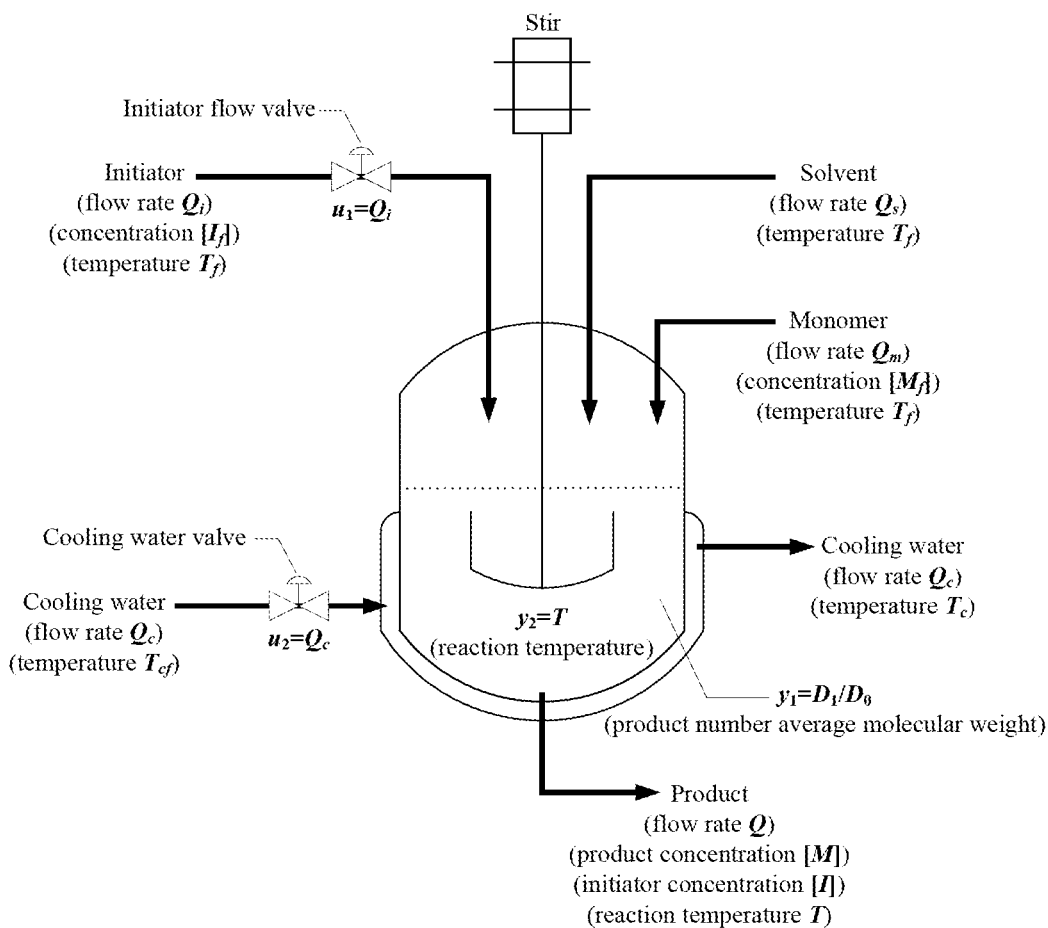 Stir
Initiator flow valve
Initiator
(flow rate Qi)
(concentration [If])
(temperature Tf)
u1=Qi
Solvent
(flow rate Qs)
(temperature Tf)
Monomer
(flow rate Qm)
(concentration [Mf])
(temperature Tf)
Cooling water valve
Cooling water
(flow rate Qc)
(temperature Tcf)
u2=Qc
y2=T
(reaction temperature)
Cooling water
(flow rate Qc)
(temperature Tc)
y1=D1/D0
(product number average molecular weight)
Product
(flow rate Q)
(product concentration [M])
(initiator concentration [I])
(reaction temperature T)